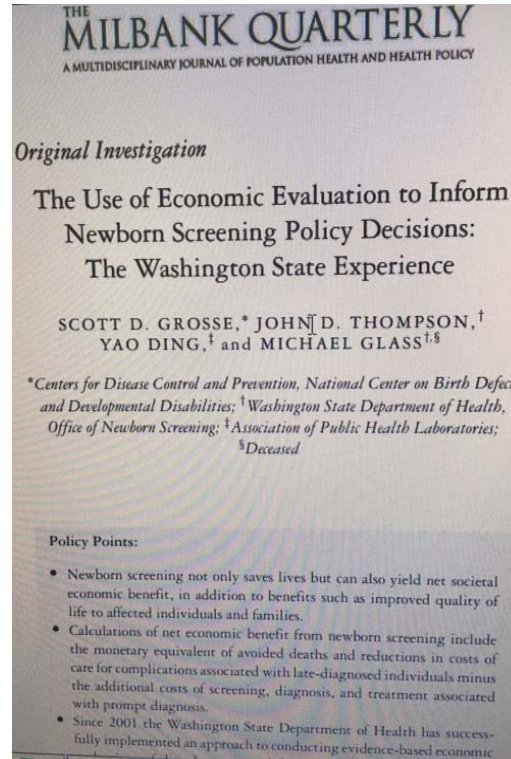 THE
MILBANK QUARTERLY
A MULTIDISCIPLINARY JOURNAL OF POPULATION HEALTH AND HEALTH POLICY
Original Investigation
The Use of Economic Evaluation to Inform
Newborn Screening Policy Decisions:
The Washington State Experience
SCOTT D. GROSSE,* JOHN D. THOMPSON,†
YAO DING,‡ and MICHAEL GLASS†,§
*Centers for Disease Control and Prevention, National Center on Birth Defec
and Developmental Disabilities; †Washington State Department of Health,
Office of Newborn Screening; ‡Association of Public Health Laboratories;
§Deceased
Policy Points:
• Newborn screening not only saves lives but can also yield net societal
economic benefit, in addition to benefits such as improved quality of
life to affected individuals and families.
• Calculations of net economic benefit from newborn screening include
the monetary equivalent of avoided deaths and reductions in costs of
care for complications associated with late-diagnosed individuals minus
the additional costs of screening, diagnosis, and treatment associated
with prompt diagnosis.
• Since 2001 the Washington State Department of Health has success-
fully implemented an approach to conducting evidence-based economic